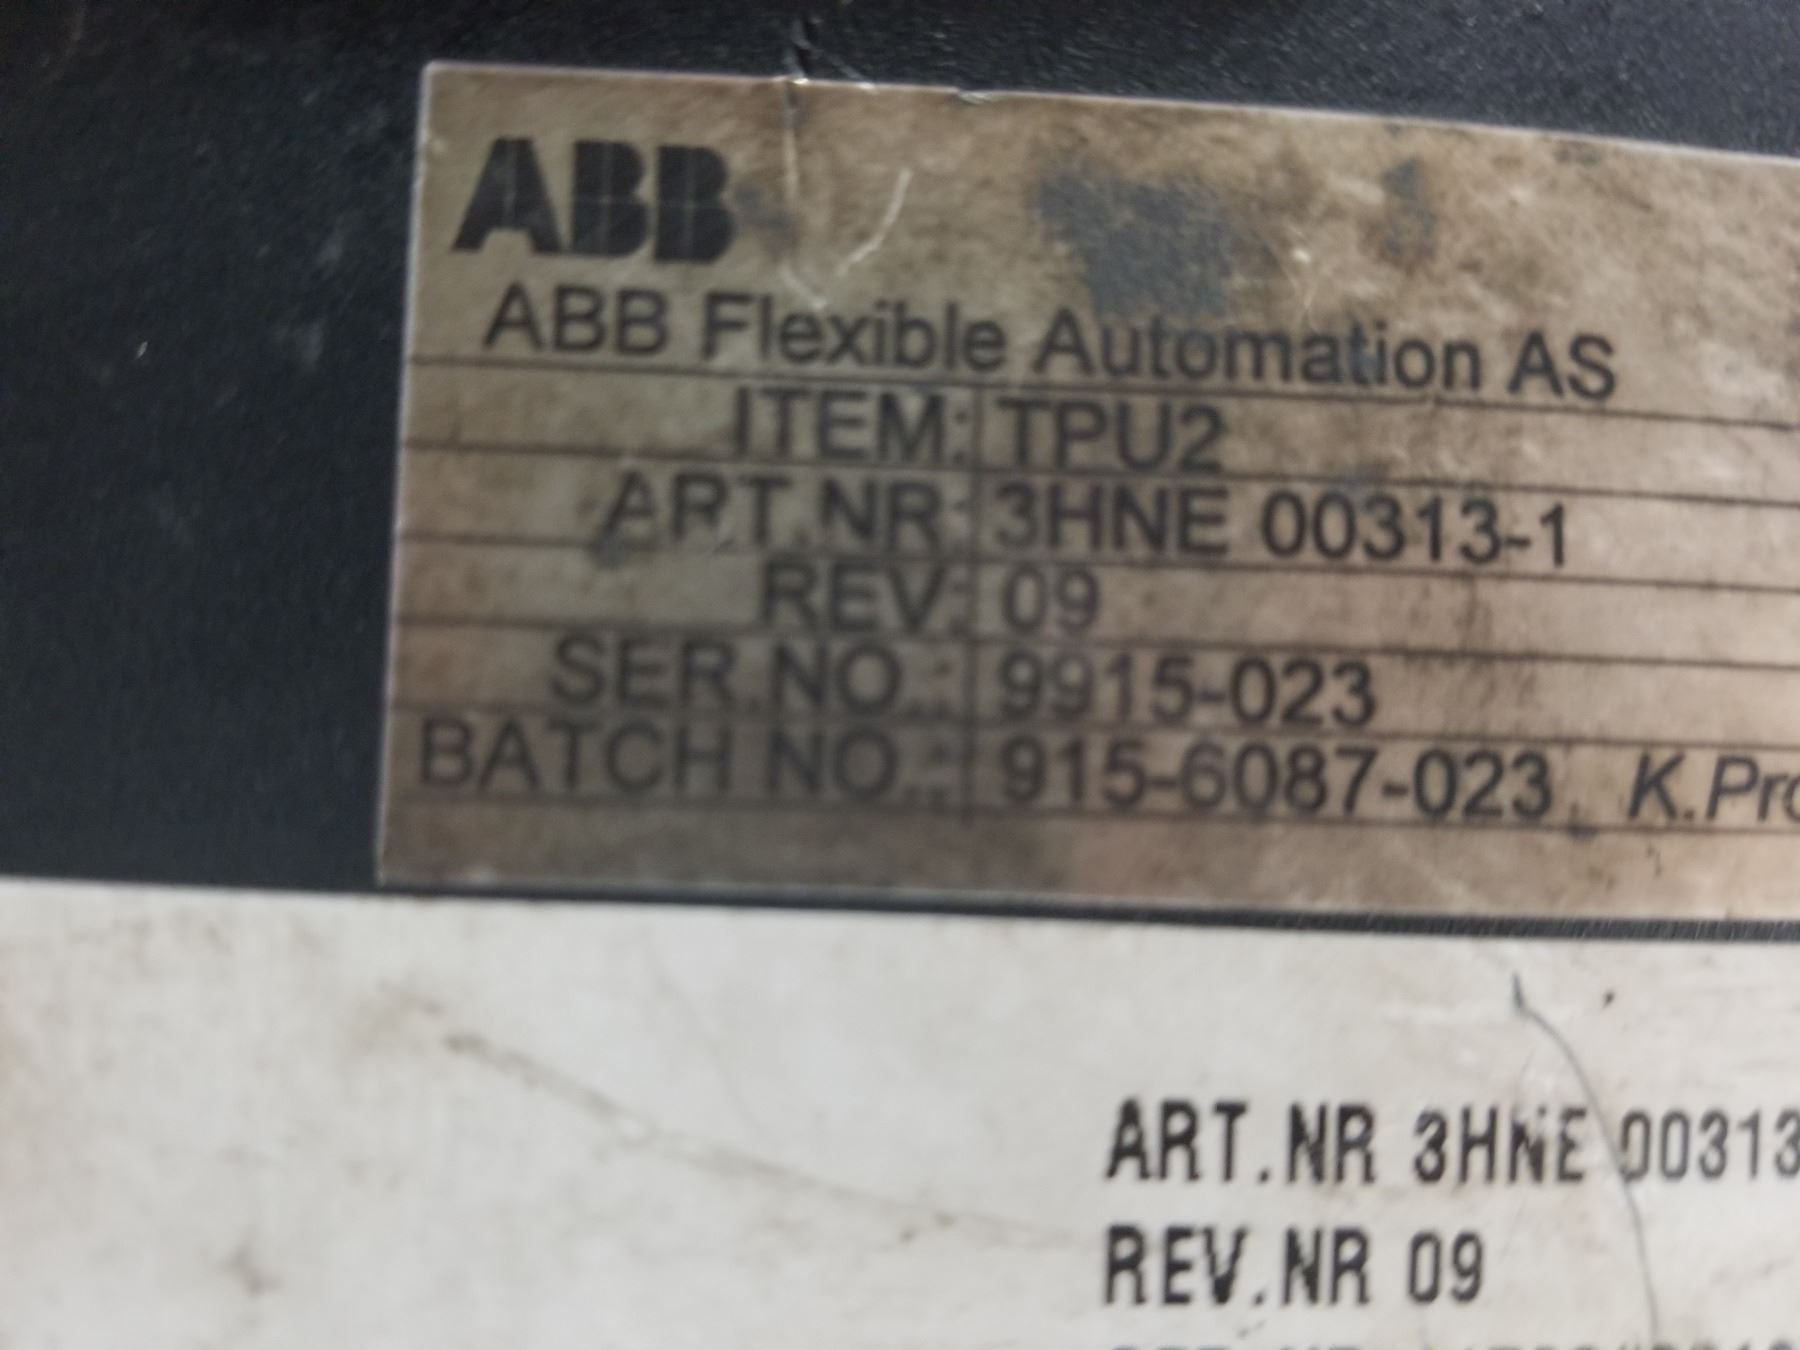 ABB
ABB Flexible Automation AS
ITEM: TPU2
ART.NR: 3HNE 00313-1
REV: 09
SER.NO.: 9915-023
BATCH NO.: 915-6087-023, K.Pro
ART.NR 3HNE 00313
REV.NR 09